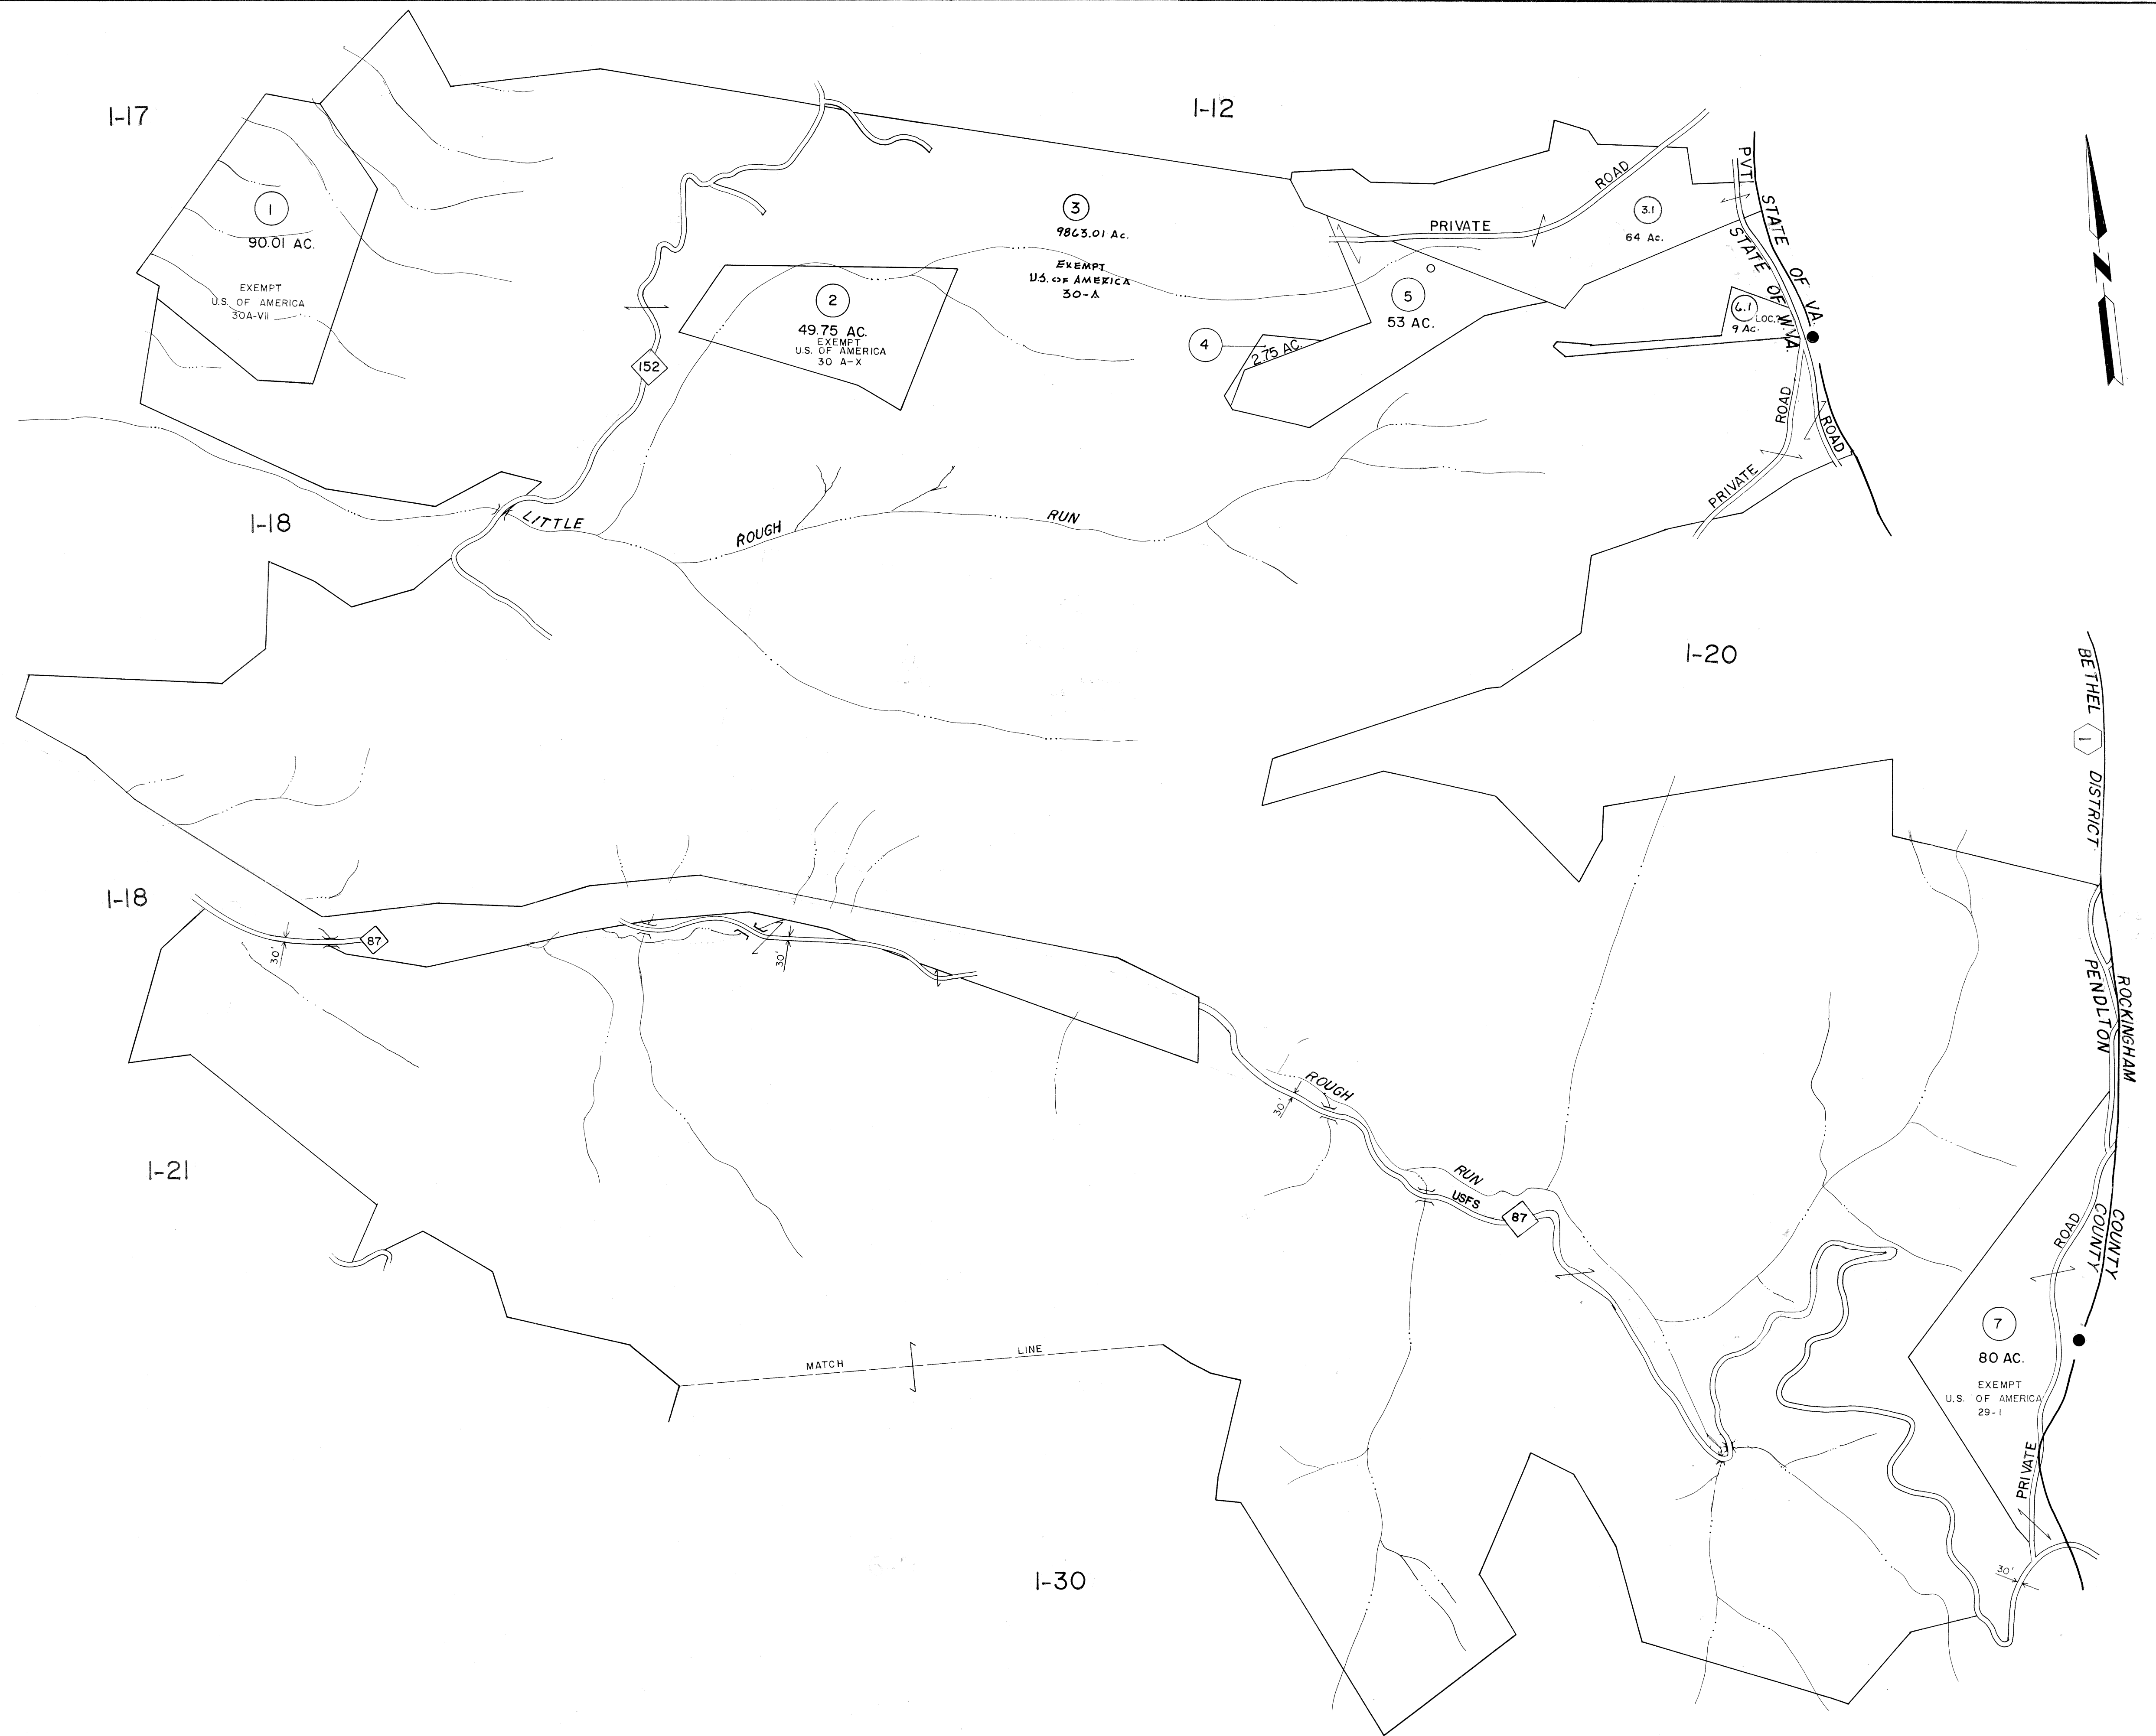 1-17
1-12
1
90.01 AC.
EXEMPT
U.S. OF AMERICA
30A-VII
152
2
49.75 AC.
EXEMPT
U.S. OF AMERICA
30 A-X
3
9863.01 Ac.
EXEMPT
U.S. OF AMERICA
30-A
PRIVATE ROAD
3.1
64 Ac.
PVT.
STATE OF VA.
STATE OF W.VA.
4
2.75 AC.
5
53 AC.
6.1
LOC.?
9 Ac.
ROAD
ROAD
PRIVATE
1-18
LITTLE ROUGH RUN
1-20
BETHEL 1 DISTRICT
1-18
30'
87
30'
PENDLTON COUNTY
ROCKINGHAM COUNTY
1-21
ROUGH RUN
30'
USFS
87
ROAD
7
80 AC.
EXEMPT
U.S. OF AMERICA
29-1
PRIVATE
MATCH LINE
30'
1-30
N